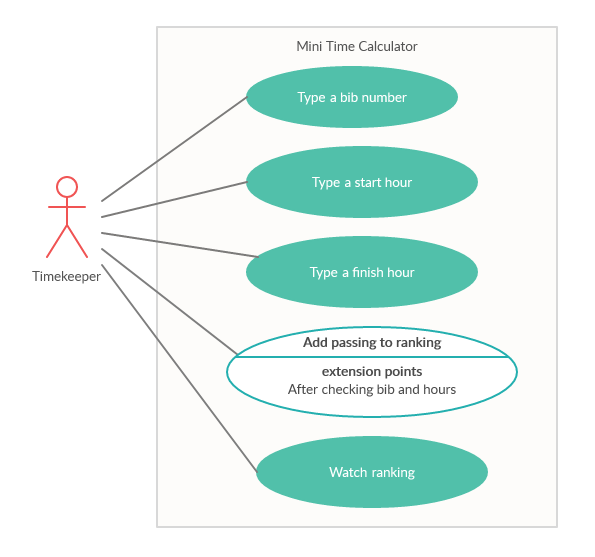 Mini Time Calculator
Type a bib number
Type a start hour
Type a finish hour
Timekeeper
Add passing to ranking
extension points
After checking bib and hours
Watch ranking